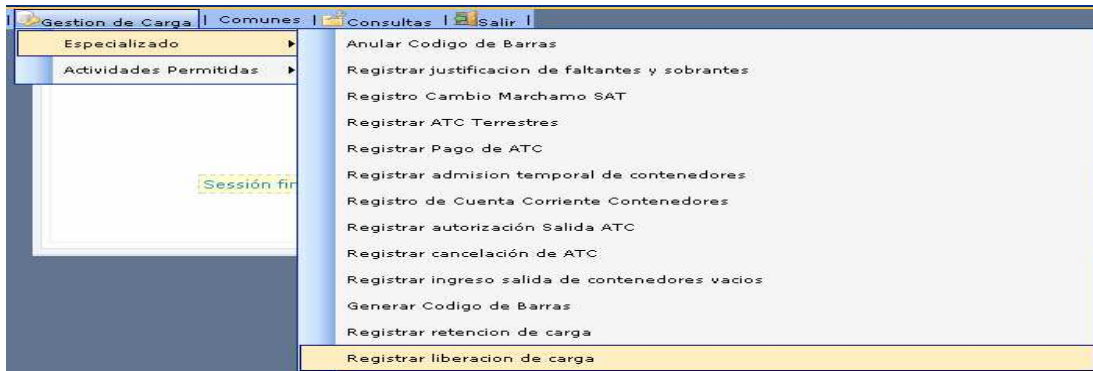 | Gestion de Carga | Comunes | Consultas | Salir |
Especializado
Actividades Permitidas
Sessión fin
Anular Codigo de Barras
Registrar justificacion de faltantes y sobrantes
Registro Cambio Marchamo SAT
Registrar ATC Terrestres
Registrar Pago de ATC
Registrar admision temporal de contenedores
Registro de Cuenta Corriente Contenedores
Registrar autorización Salida ATC
Registrar cancelación de ATC
Registrar ingreso salida de contenedores vacios
Generar Codigo de Barras
Registrar retencion de carga
Registrar liberacion de carga